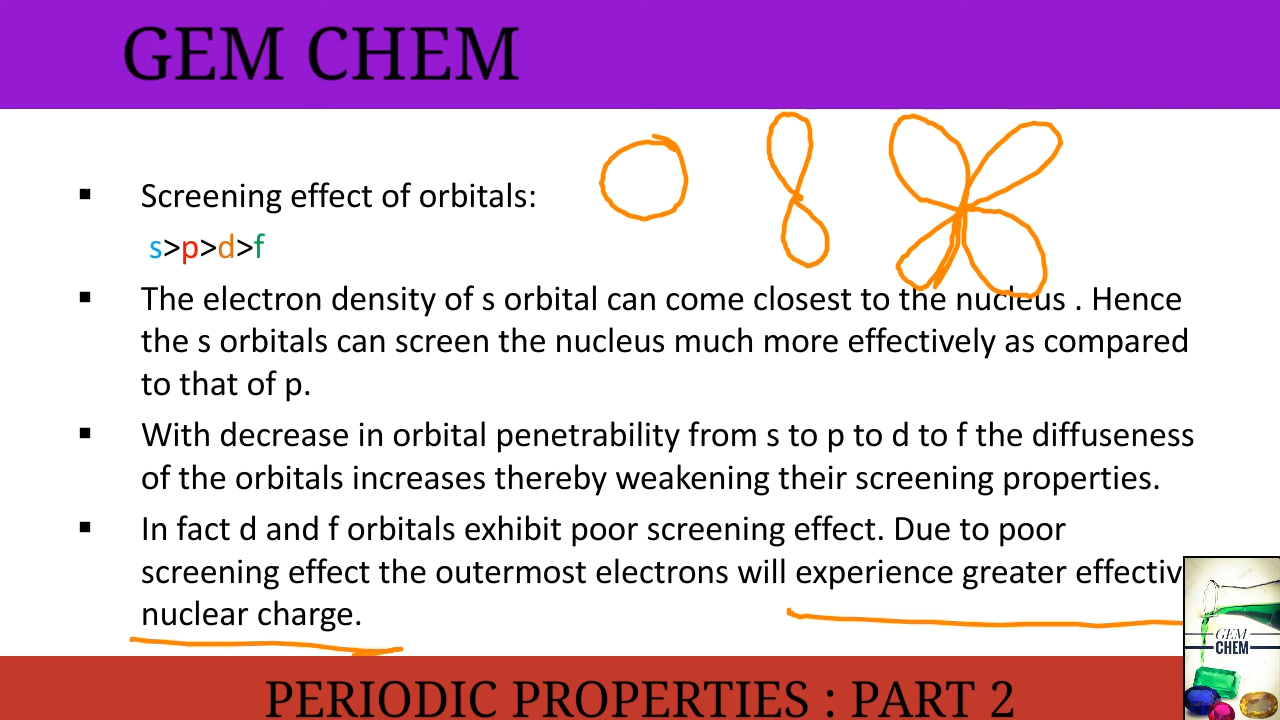 GEM CHEM
▪ Screening effect of orbitals:
s>p>d>f
▪ The electron density of s orbital can come closest to the nucleus . Hence
the s orbitals can screen the nucleus much more effectively as compared
to that of p.
▪ With decrease in orbital penetrability from s to p to d to f the diffuseness
of the orbitals increases thereby weakening their screening properties.
▪ In fact d and f orbitals exhibit poor screening effect. Due to poor
screening effect the outermost electrons will experience greater effectiv
nuclear charge.
GEM
CHEM
PERIODIC PROPERTIES : PART 2